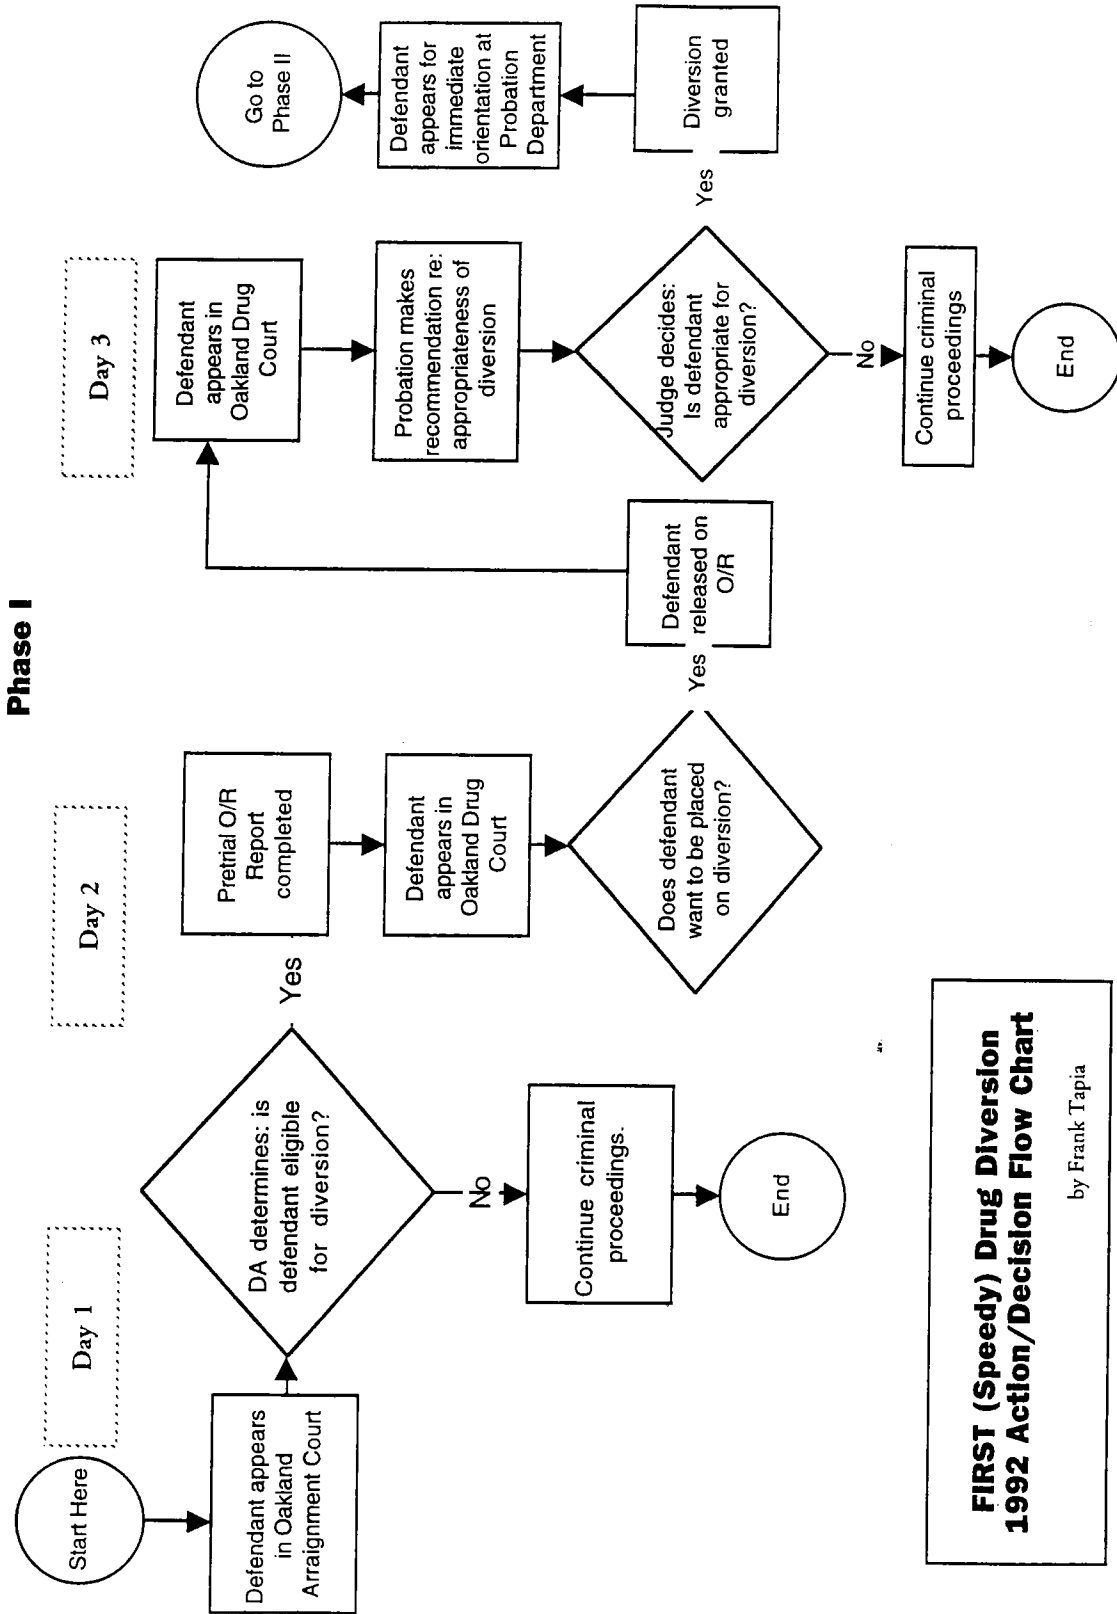 Phase I
Day 1
Day 2
Day 3
Start Here
Defendant appears
in Oakland
Arraignment Court
DA determines: is
defendant eligible
for diversion?
No
Continue criminal
proceedings.
End
Yes
Pretrial O/R
Report
completed
Defendant
appears in
Oakland Drug
Court
Does defendant
want to be placed
on diversion?
Yes
Defendant
released on
O/R
Defendant
appears in
Oakland Drug
Court
Probation makes
recommendation re:
appropriateness of
diversion
Judge decides:
Is defendant
appropriate for
diversion?
No
Continue criminal
proceedings
End
Yes
Diversion
granted
Defendant
appears for
immediate
orientation at
Probation
Department
Go to
Phase II
FIRST (Speedy) Drug Diversion
1992 Action/Decision Flow Chart
by Frank Tapia